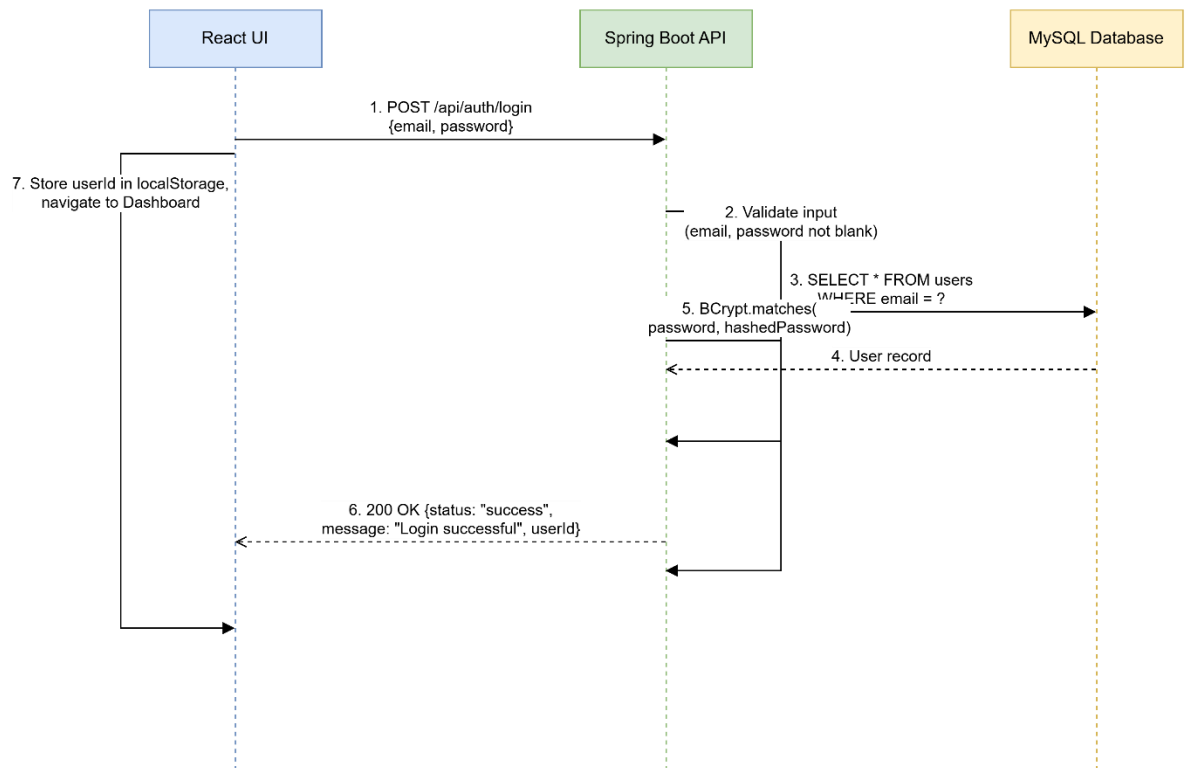 React UI
Spring Boot API
MySQL Database
1. POST /api/auth/login
{email, password}
7. Store userId in localStorage,
navigate to Dashboard
2. Validate input
(email, password not blank)
3. SELECT * FROM users
WHERE email = ?
5. BCrypt.matches(
password, hashedPassword)
4. User record
6. 200 OK {status: "success",
message: "Login successful", userId}